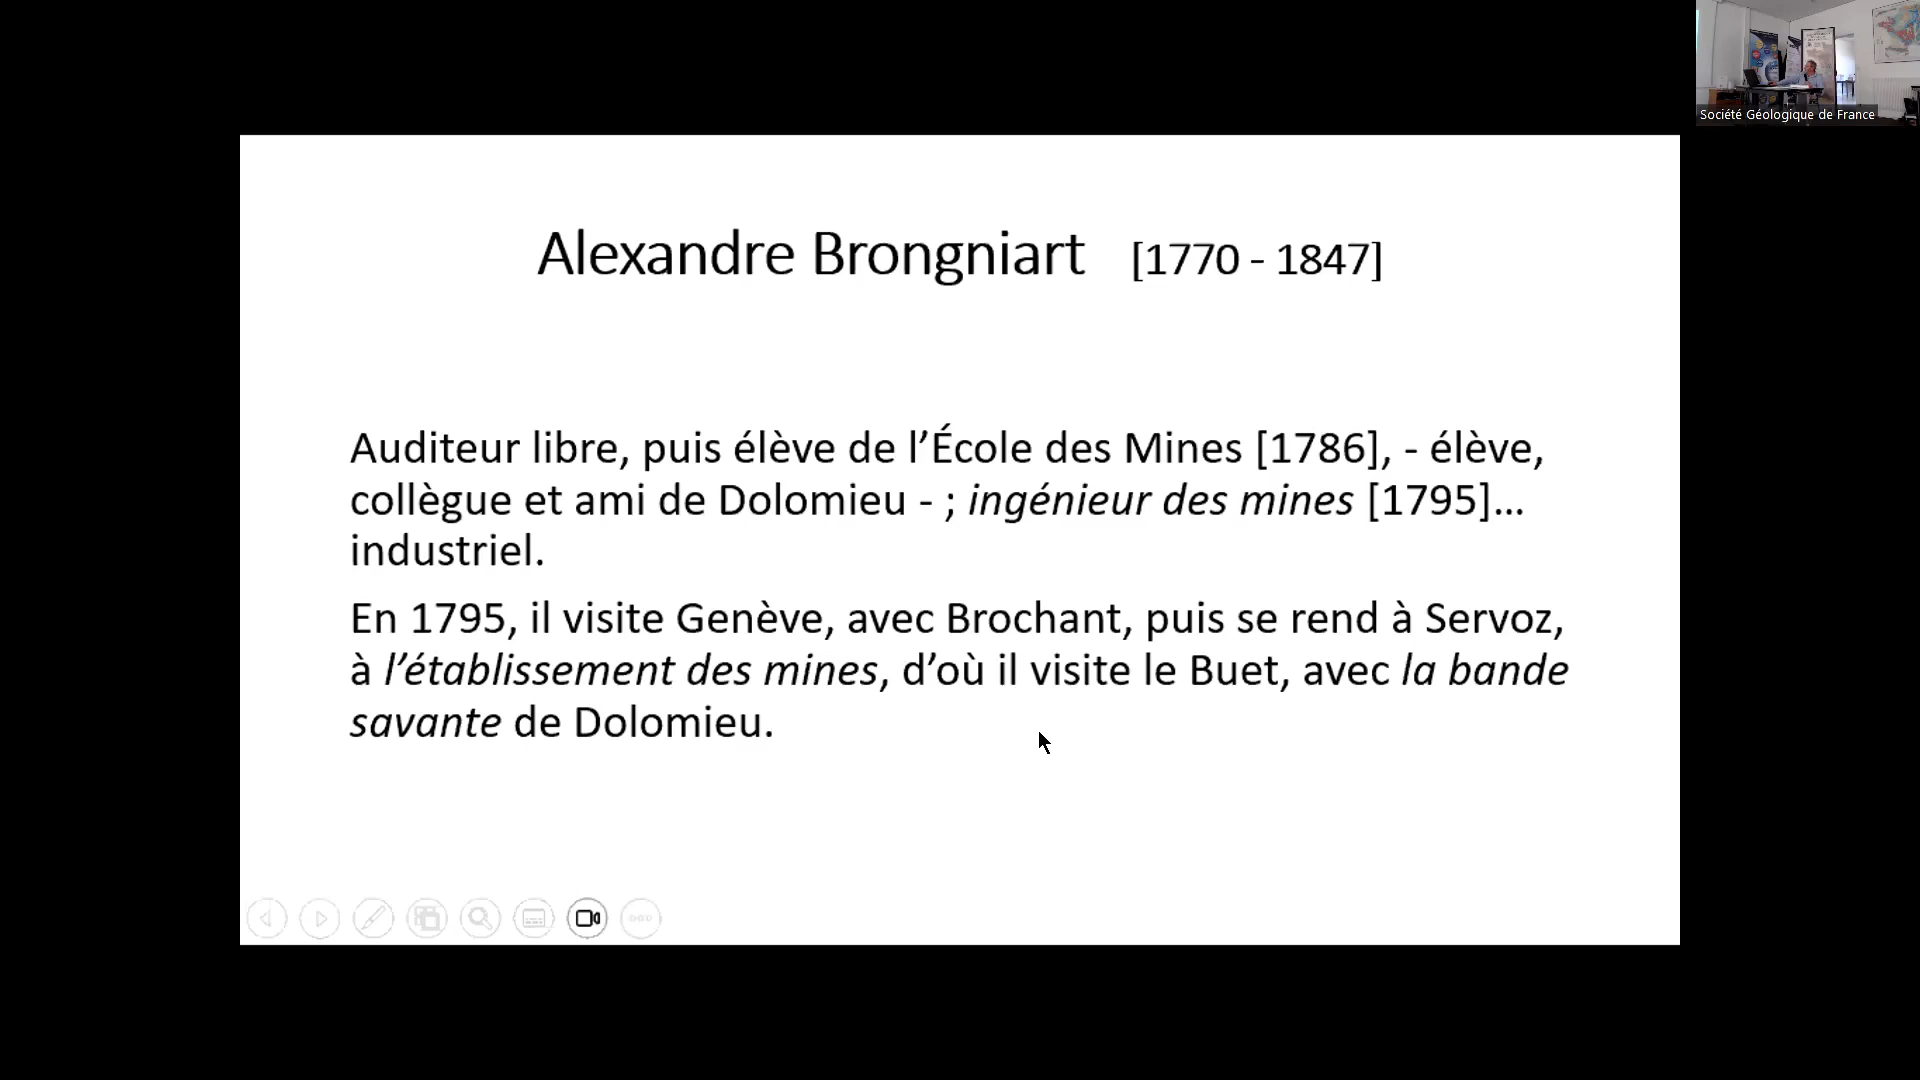 Société Géologique de France
Alexandre Brongniart [1770 - 1847]
Auditeur libre, puis élève de l’École des Mines [1786], - élève,
collègue et ami de Dolomieu - ; ingénieur des mines [1795]...
industriel.
En 1795, il visite Genève, avec Brochant, puis se rend à Servoz,
à l’établissement des mines, d’où il visite le Buet, avec la bande
savante de Dolomieu.